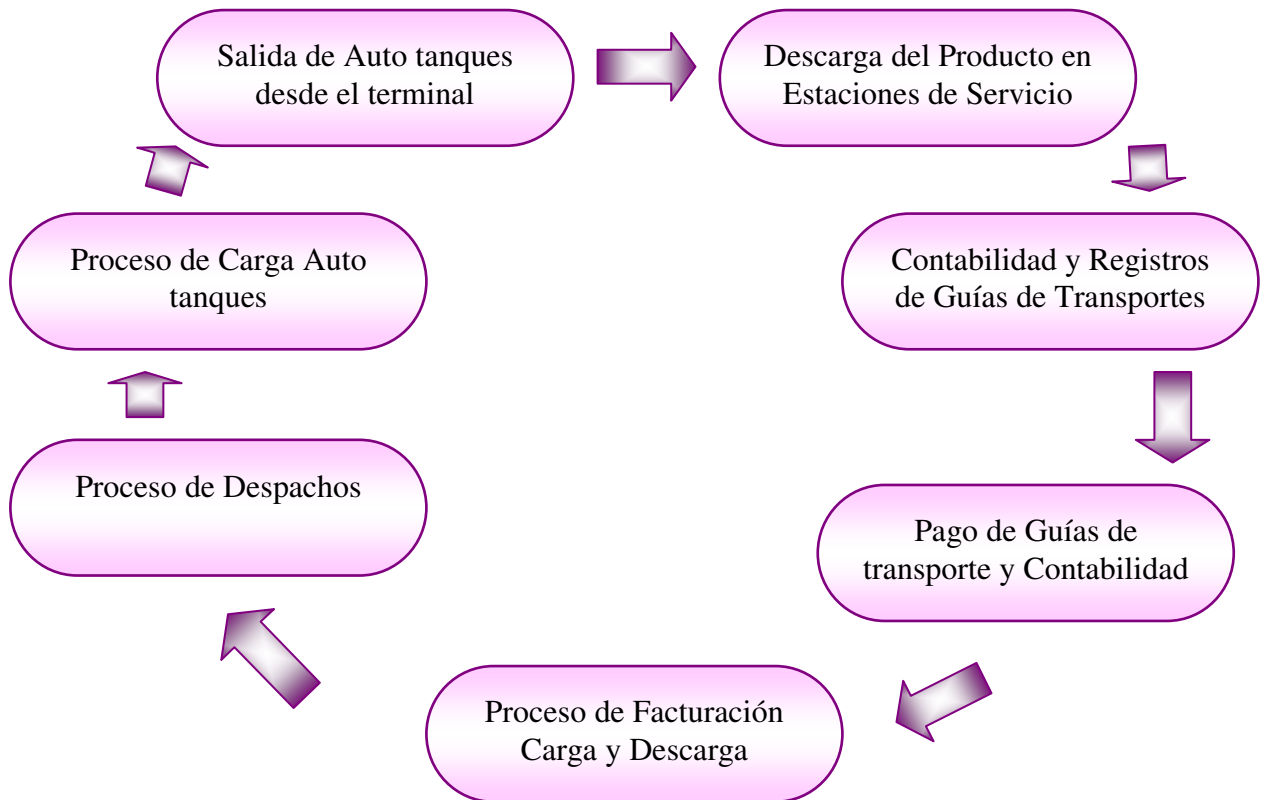 Salida de Auto tanques
desde el terminal
Descarga del Producto en
Estaciones de Servicio
Proceso de Carga Auto
tanques
Contabilidad y Registros
de Guías de Transportes
Proceso de Despachos
Pago de Guías de
transporte y Contabilidad
Proceso de Facturación
Carga y Descarga